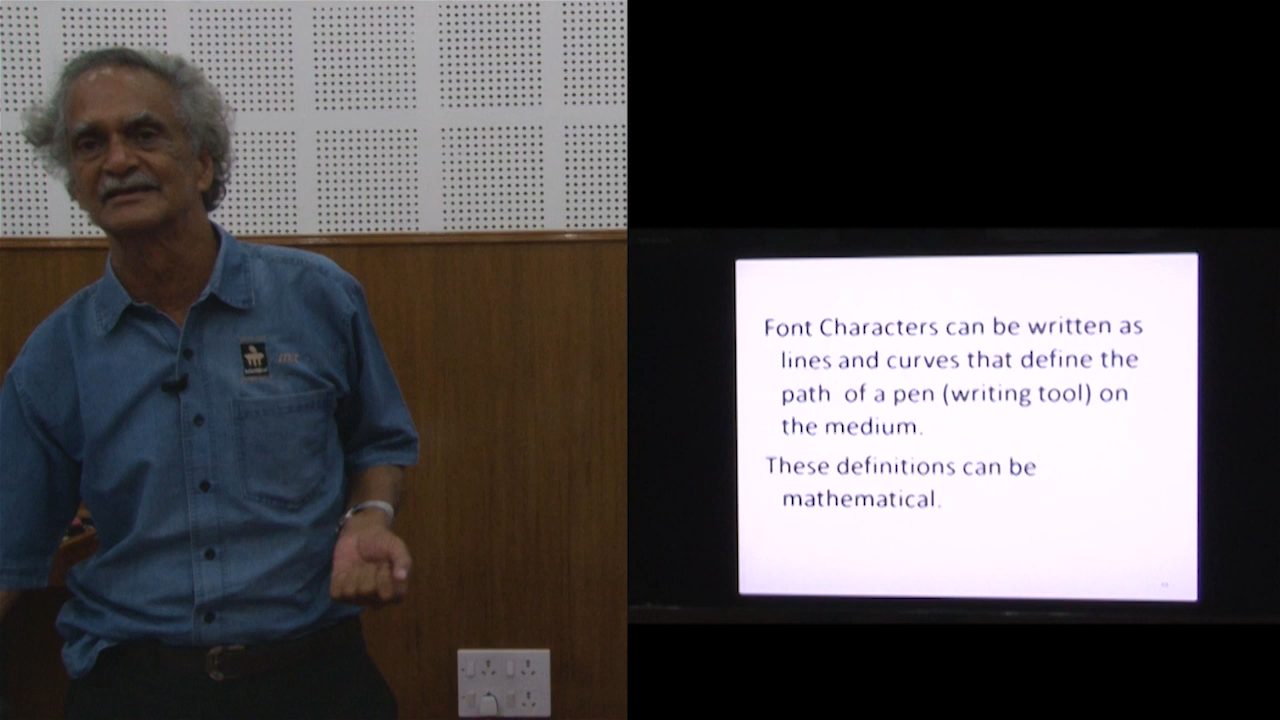 Font Characters can be written as
lines and curves that define the
path of a pen (writing tool) on
the medium.
These definitions can be
mathematical.